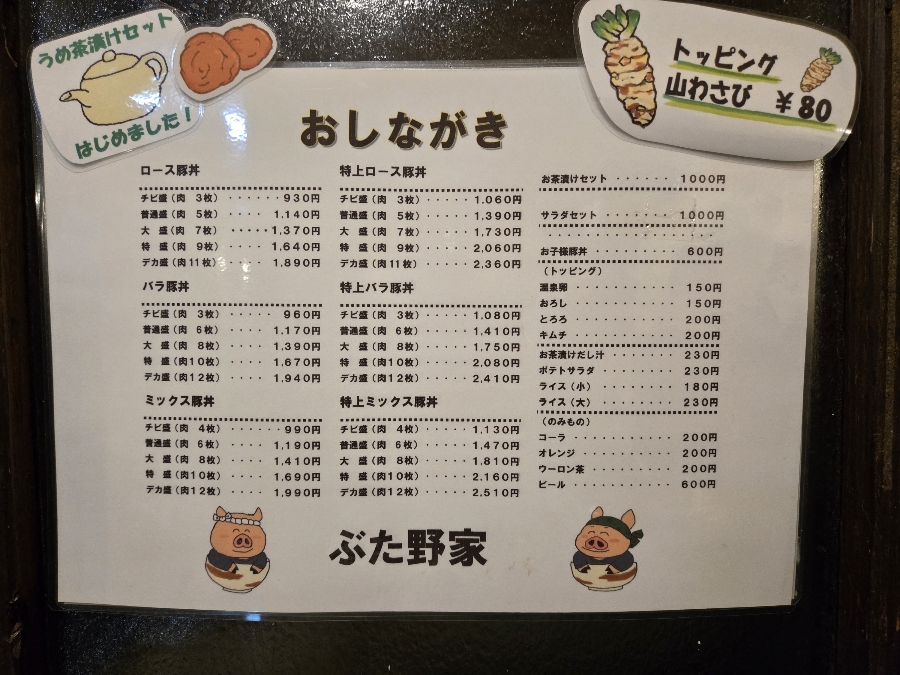 うめ茶漬けセット
はじめました！
トッピング
山わさび ￥80
おしながき
ロース豚丼
チビ盛（肉 3枚）・・・・・・930円
普通盛（肉 5枚）・・・・1,140円
大 盛（肉 7枚）・・・・・1,370円
特 盛（肉 9枚）・・・・1,640円
デカ盛（肉11枚）・・・・1,890円
バラ豚丼
チビ盛（肉 3枚）・・・・・960円
普通盛（肉 6枚）・・・・1,170円
大 盛（肉 8枚）・・・・1,390円
特 盛（肉10枚）・・・・1,670円
デカ盛（肉12枚）・・・・1,940円
ミックス豚丼
チビ盛（肉 4枚）・・・・・990円
普通盛（肉 6枚）・・・・1,190円
大 盛（肉 8枚）・・・・1,410円
特 盛（肉10枚）・・・・1,690円
デカ盛（肉12枚）・・・・1,990円
特上ロース豚丼
チビ盛（肉 3枚）・・・・・1,060円
普通盛（肉 5枚）・・・・・1,390円
大 盛（肉 7枚）・・・・・1,730円
特 盛（肉 9枚）・・・・・2,060円
デカ盛（肉11枚）・・・・・2,360円
特上バラ豚丼
チビ盛（肉 3枚）・・・・・1,080円
普通盛（肉 6枚）・・・・・1,410円
大 盛（肉 8枚）・・・・・1,750円
特 盛（肉10枚）・・・・・2,080円
デカ盛（肉12枚）・・・・・2,410円
特上ミックス豚丼
チビ盛（肉 4枚）・・・・・1,130円
普通盛（肉 6枚）・・・・・1,470円
大 盛（肉 8枚）・・・・・1,810円
特 盛（肉10枚）・・・・・2,160円
デカ盛（肉12枚）・・・・・2,510円
お茶漬けセット ・・・・・・ 1000円
サラダセット ・・・・・・・ 1000円
お子様豚丼 ・・・・・・・・ 600円
（トッピング）
温泉卵 ・・・・・・・・・・ 150円
おろし ・・・・・・・・・・ 150円
とろろ ・・・・・・・・・・ 200円
キムチ ・・・・・・・・・・ 200円
お茶漬けだし汁 ・・・・・・ 230円
ポテトサラダ ・・・・・・・ 230円
ライス（小） ・・・・・・・ 180円
ライス（大） ・・・・・・・ 230円
（のみもの）
コーラ ・・・・・・・・・・ 200円
オレンジ ・・・・・・・・・ 200円
ウーロン茶 ・・・・・・・・ 200円
ビール ・・・・・・・・・・ 600円
ぶた野家